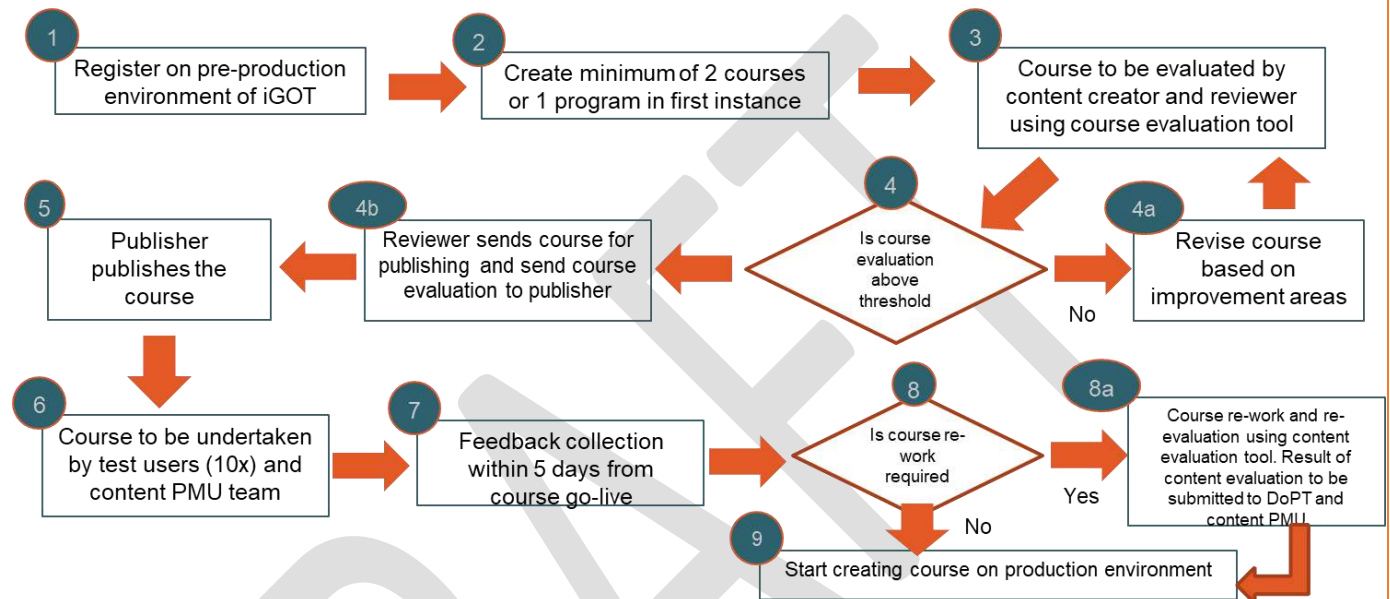 1
Register on pre-production
environment of iGOT
2
Create minimum of 2 courses
or 1 program in first instance
3
Course to be evaluated by
content creator and reviewer
using course evaluation tool
4
Is course
evaluation
above
threshold
No
4a
Revise course
based on
improvement areas
4b
Reviewer sends course for
publishing and send course
evaluation to publisher
5
Publisher
publishes the
course
6
Course to be undertaken
by test users (10x) and
content PMU team
7
Feedback collection
within 5 days from
course go-live
8
Is course re-
work
required
Yes
No
8a
Course re-work and re-
evaluation using content
evaluation tool. Result of
content evaluation to be
submitted to DoPT and
content PMU
9
Start creating course on production environment
DRAFT